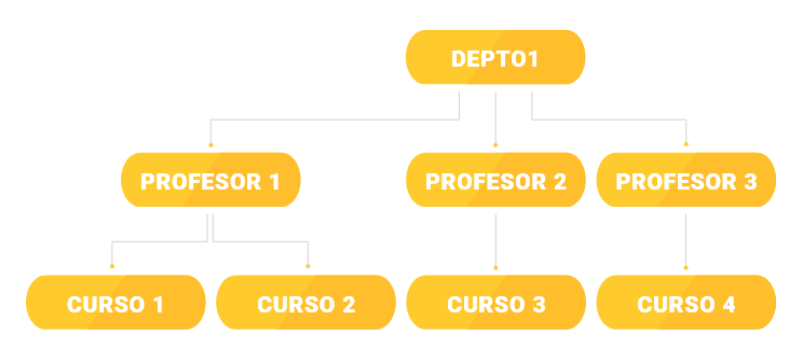 DEPTO1
PROFESOR 1
PROFESOR 2
PROFESOR 3
CURSO 1
CURSO 2
CURSO 3
CURSO 4